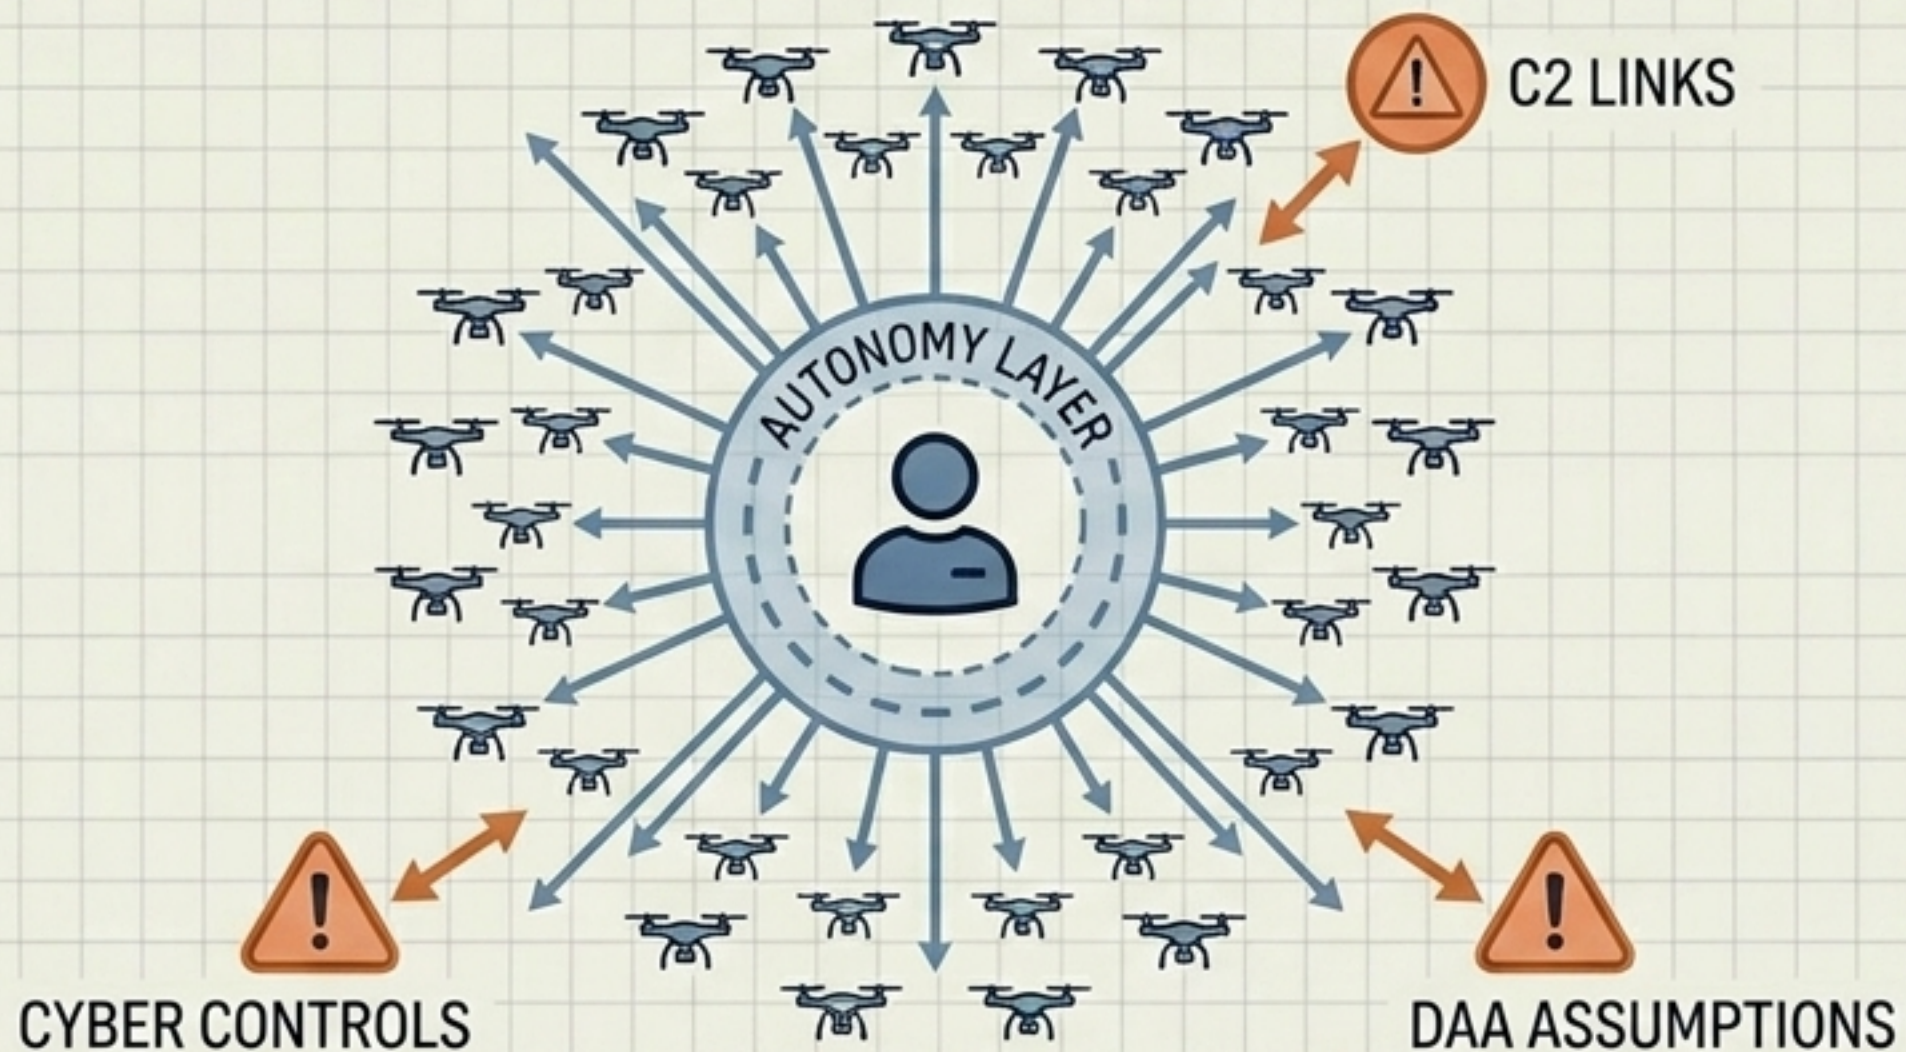 C2 LINKS
AUTONOMY LAYER
CYBER CONTROLS
DAA ASSUMPTIONS